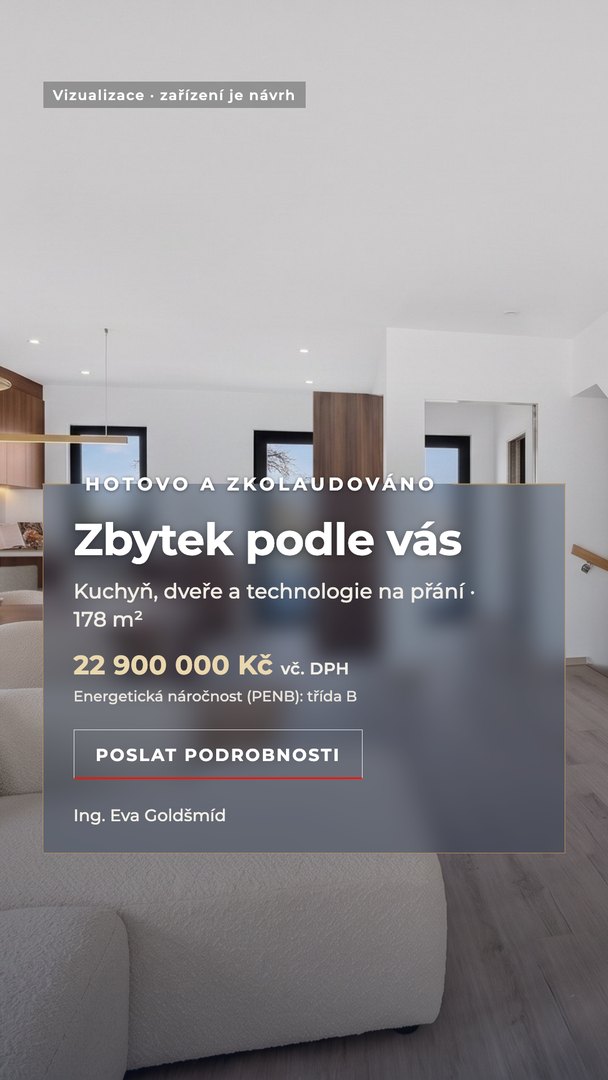 Vizualizace · zařízení je návrh
HOTOVO A ZKOLAUDOVÁNO
Zbytek podle vás
Kuchyň, dveře a technologie na přání ·
178 m²
22 900 000 Kč vč. DPH
Energetická náročnost (PENB): třída B
POSLAT PODROBNOSTI
Ing. Eva Goldšmíd